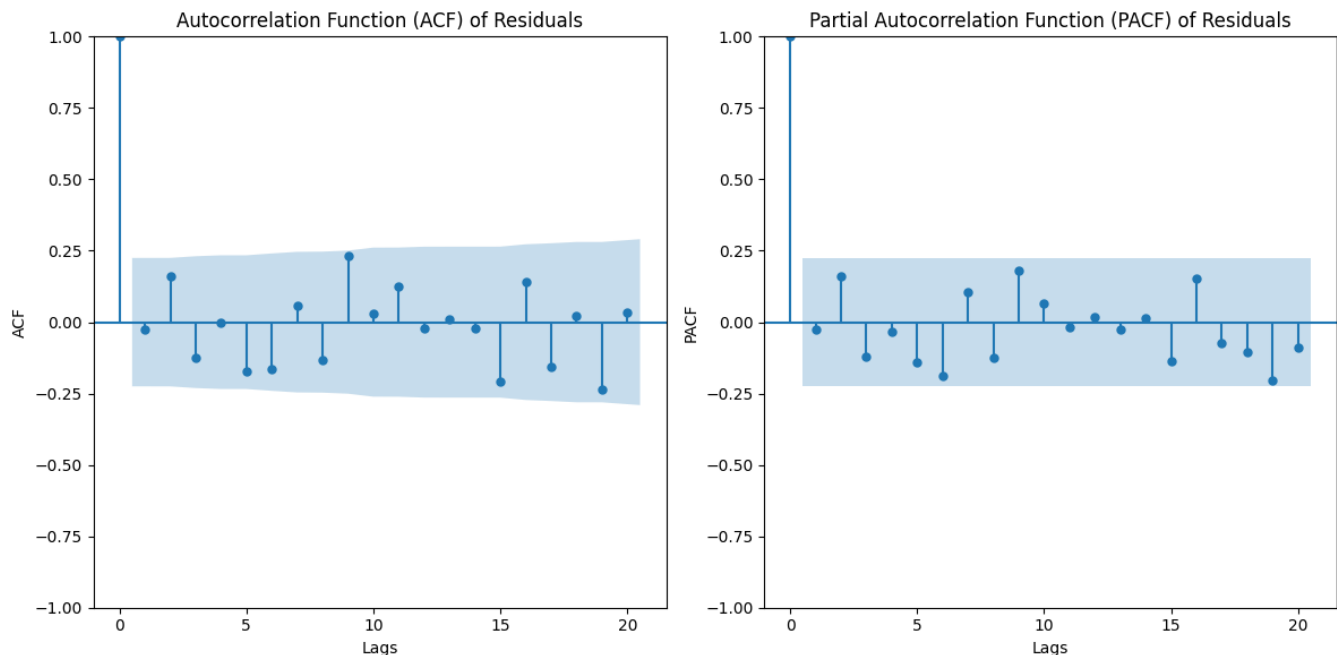 Autocorrelation Function (ACF) of Residuals
1.00
0.75
0.50
0.25
0.00
−0.25
−0.50
−0.75
−1.00
ACF
0 5 10 15 20
Lags
Partial Autocorrelation Function (PACF) of Residuals
1.00
0.75
0.50
0.25
0.00
−0.25
−0.50
−0.75
−1.00
PACF
0 5 10 15 20
Lags